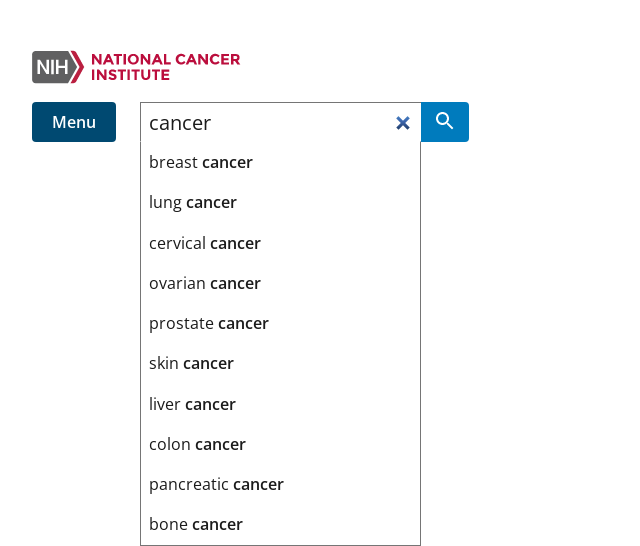 NIH
NATIONAL CANCER
INSTITUTE
Menu
cancer
breast cancer
lung cancer
cervical cancer
ovarian cancer
prostate cancer
skin cancer
liver cancer
colon cancer
pancreatic cancer
bone cancer